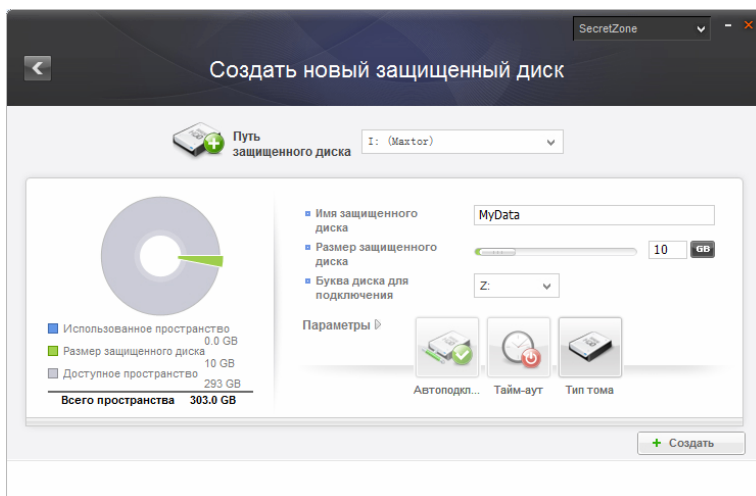 SecretZone
Создать новый защищенный диск
Путь
защищенного диска
I: (Maxtor)
Имя защищенного
диска
MyData
Размер защищенного
диска
10 GB
Буква диска для
подключения
Z:
Параметры
Автоподкл... Тайм-аут Тип тома
Использованное пространство
0.0 GB
Размер защищенного диска
10 GB
Доступное пространство
293 GB
Всего пространства 303.0 GB
+ Создать